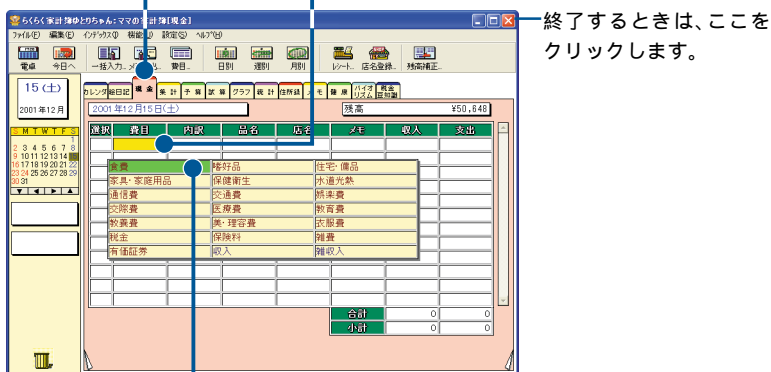 らくらく家計簿ゆとりちゃん:ママの家計簿[現金]
終了するときは、ここを
クリックします。
ファイル(F) 編集(E) インデックス(I) 機能(U) 設定(S) ヘルプ(H)
電卓 今日へ 一括入力.. 費目.. 日別 週別 月別 レシート.. 店名登録.. 残高補正..
15 (土)
2001年12月
カレンダ 絵日記 現金 集計 予算 試算 グラフ 統計 住所録 メモ 健康 バイオリズム 税金豆知識
2001年12月15日(土) 残高 ¥50,648
選択 費目 内訳 品名 店名 メモ 収入 支出
S M T W T F S
1
2 3 4 5 6 7 8
9 10 11 12 13 14 15
16 17 18 19 20 21 22
23 24 25 26 27 28 29
30 31
食費 嗜好品 住宅・備品
家具・家庭用品 保健衛生 水道光熱
通信費 交通費 娯楽費
交際費 医療費 教育費
教養費 美・理容費 衣服費
税金 保険料 雑費
有価証券 収入 雑収入
合計 0 0
小計 0 0